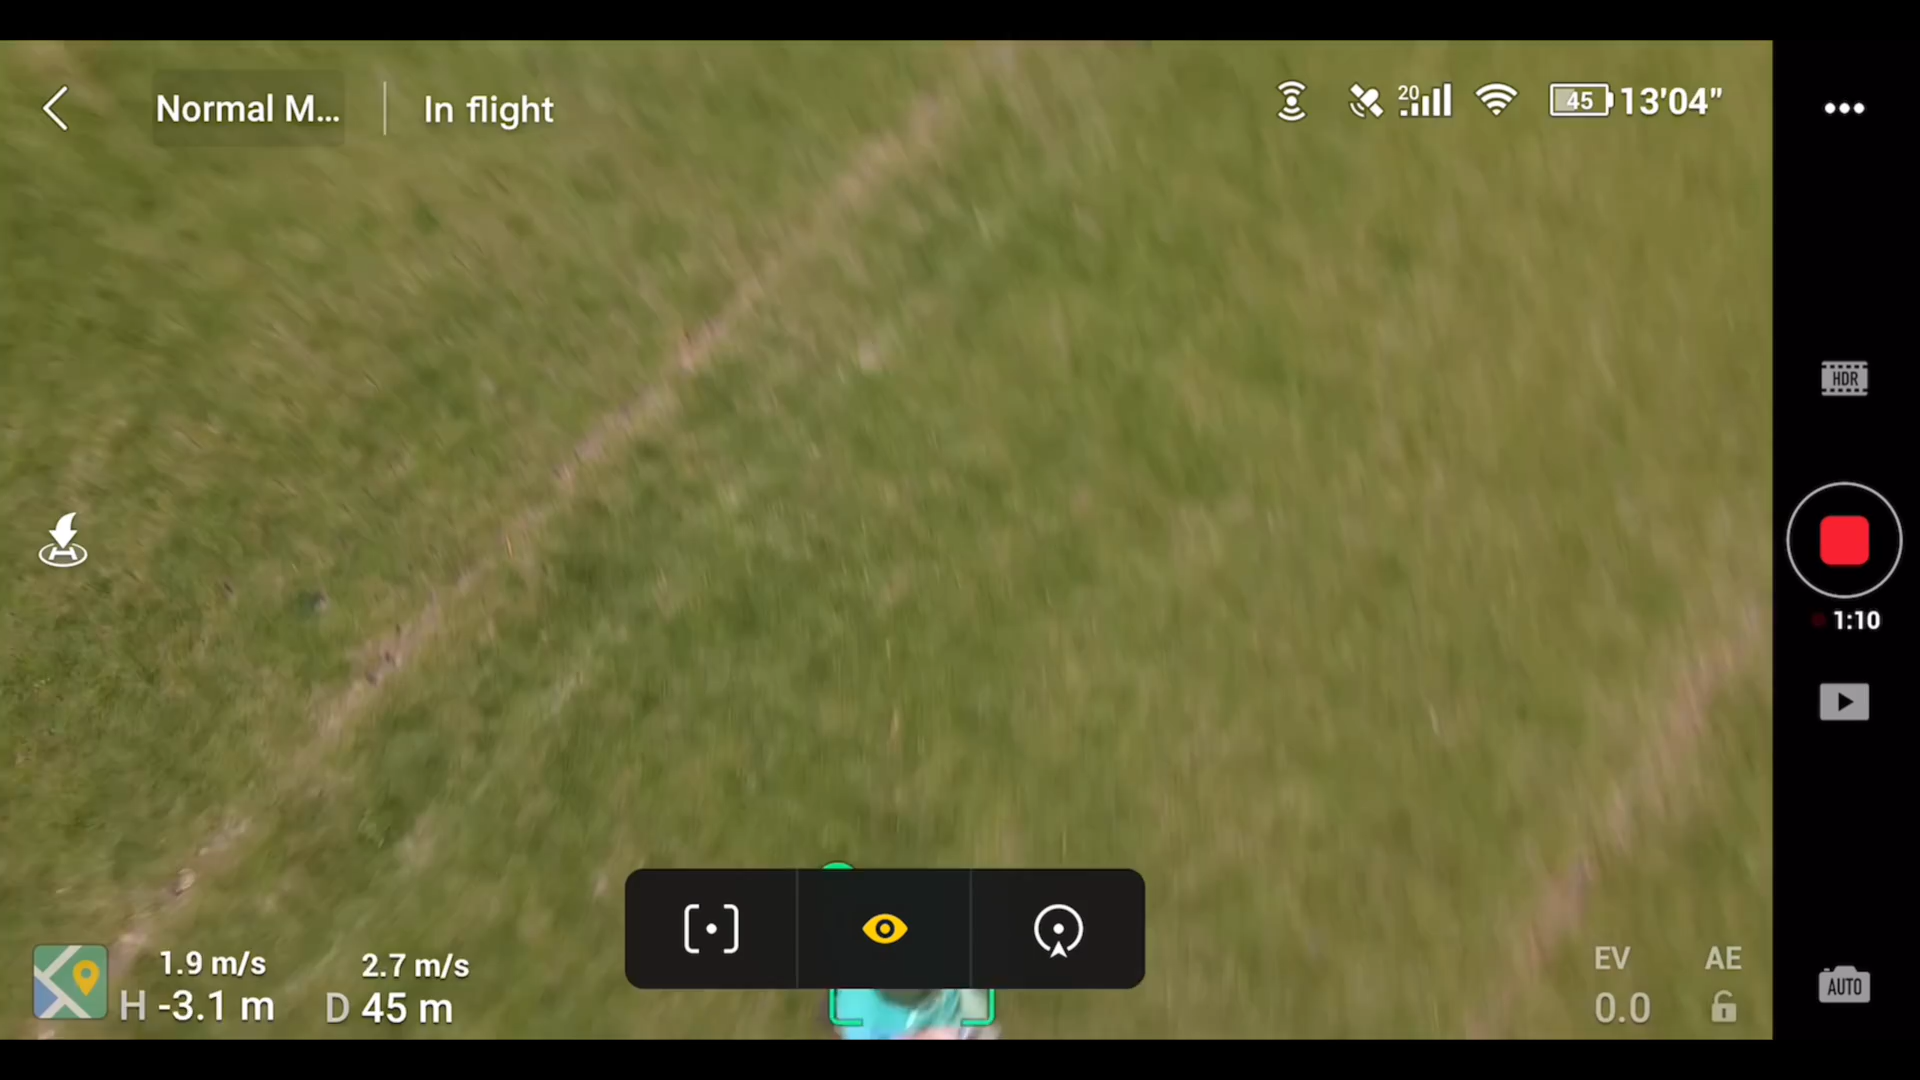 Normal M... In flight 20 45 13'04"
HDR
1:10
1.9 m/s 2.7 m/s
H -3.1 m D 45 m
EV AE
0.0
AUTO